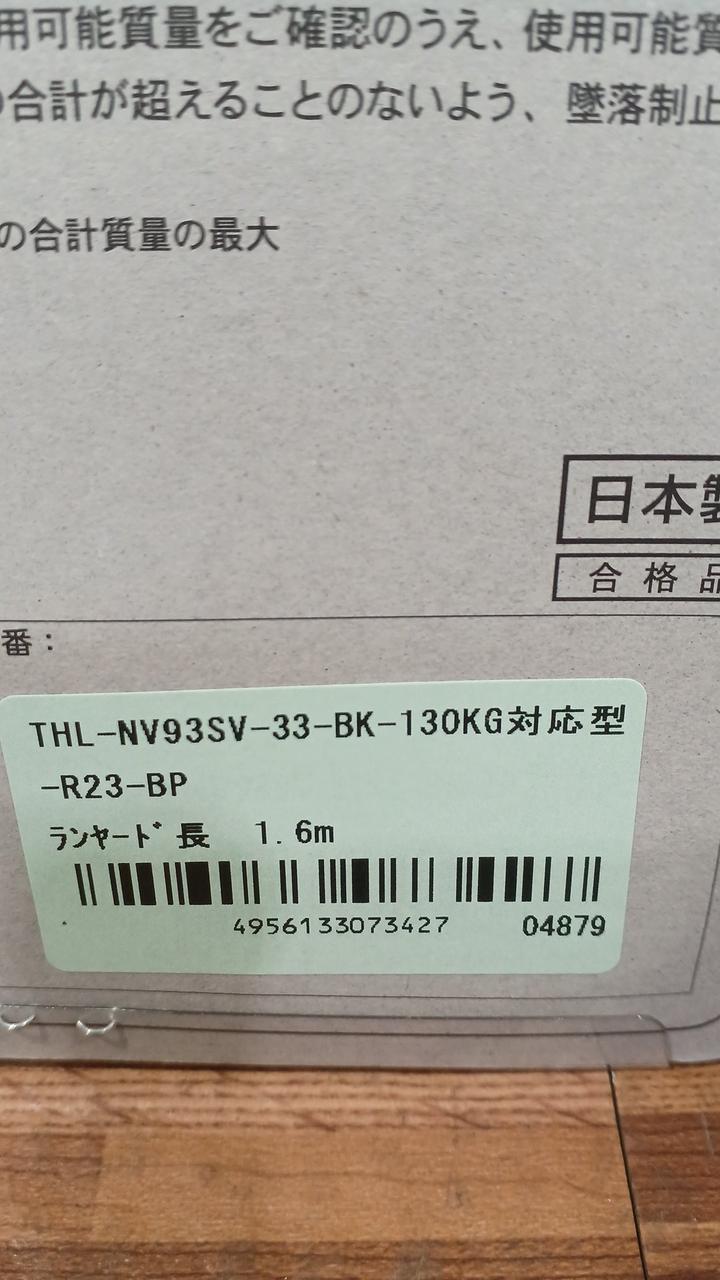 用可能質量をご確認のうえ、使用可能質
の合計が超えることのないよう、墜落制止
の合計質量の最大
日本製
合格品
番：
THL-NV93SV-33-BK-130KG対応型
-R23-BP
ﾗﾝﾔｰﾄﾞ長 1.6m
4956133073427 04879